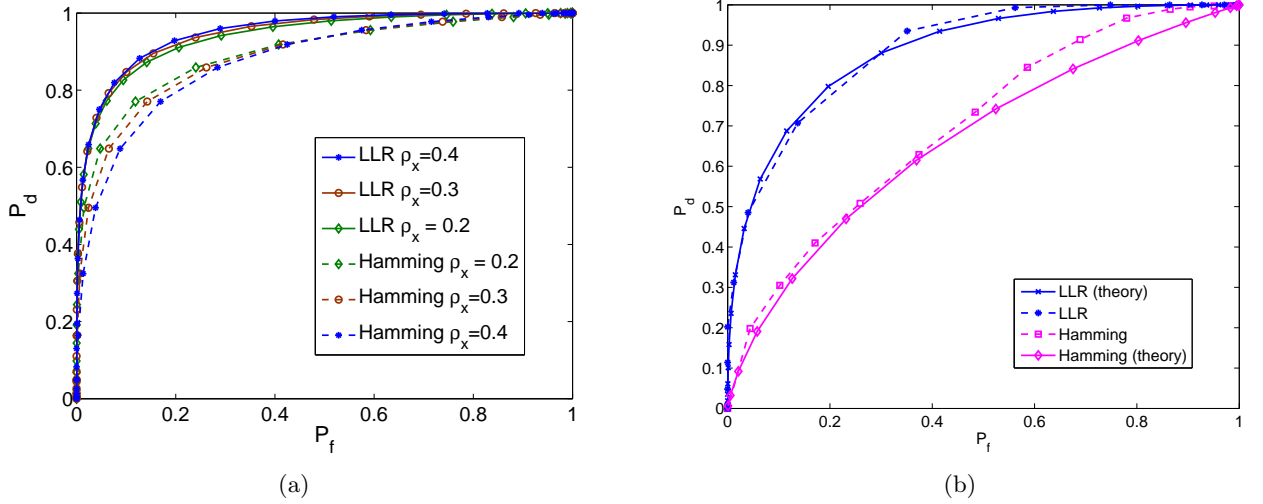 1
0.8
0.6
0.4
0.2
0
P_d
0 0.2 0.4 0.6 0.8 1
P_f
LLR ρ_x=0.4
LLR ρ_x=0.3
LLR ρ_x = 0.2
Hamming ρ_x = 0.2
Hamming ρ_x=0.3
Hamming ρ_x=0.4
(a)
1
0.9
0.8
0.7
0.6
0.5
0.4
0.3
0.2
0.1
0
P_d
0 0.2 0.4 0.6 0.8 1
P_f
LLR (theory)
LLR
Hamming
Hamming (theory)
(b)